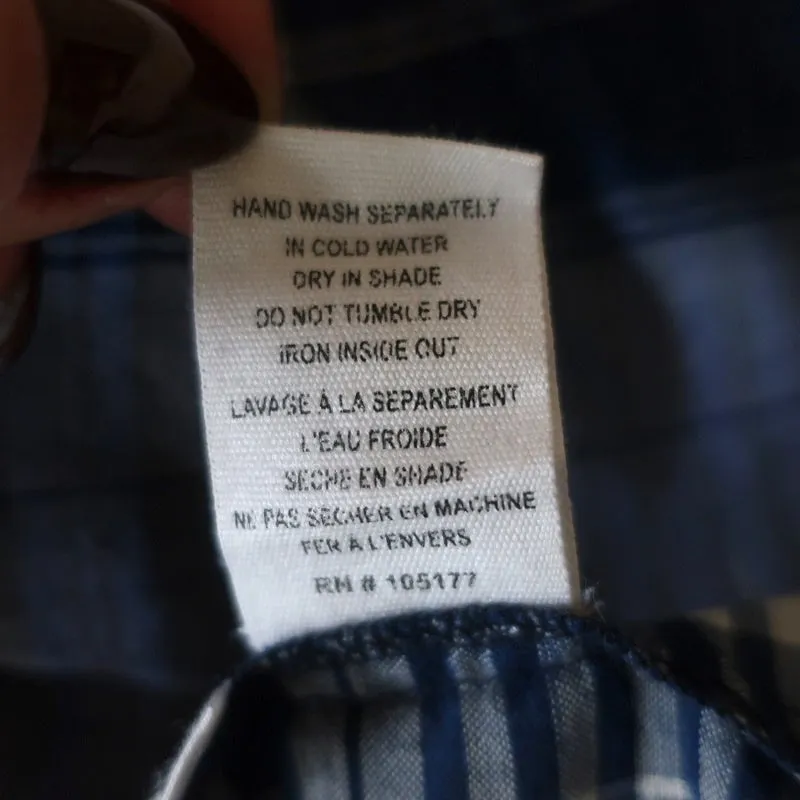 HAND WASH SEPARATELY
IN COLD WATER
DRY IN SHADE
DO NOT TUMBLE DRY
IRON INSIDE OUT
LAVAGE À LA SEPAREMENT
L'EAU FROIDE
SECHE EN SHADE
NE PAS SECHER EN MACHINE
FER A L'ENVERS
RN # 105177